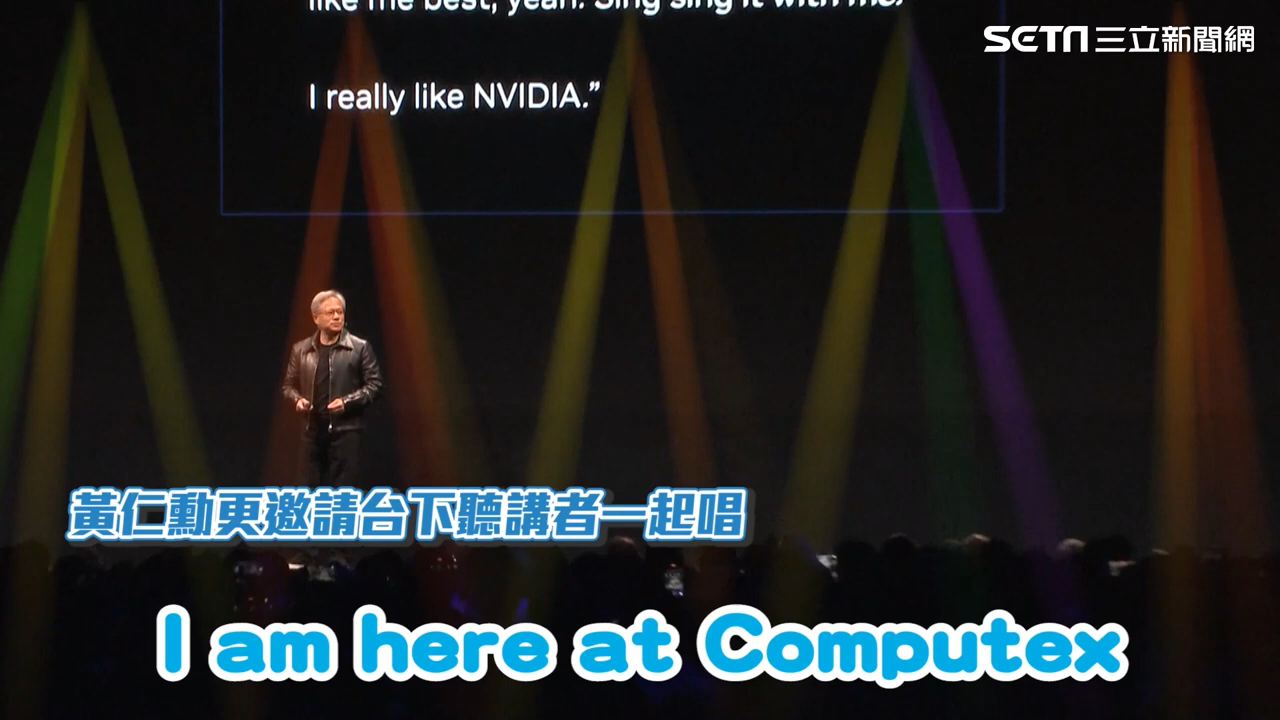 like me best, yeah. Sing sing it with me.
SETN三立新聞網
I really like NVIDIA.”
黃仁勳更邀請台下聽講者一起唱
I am here at Computex